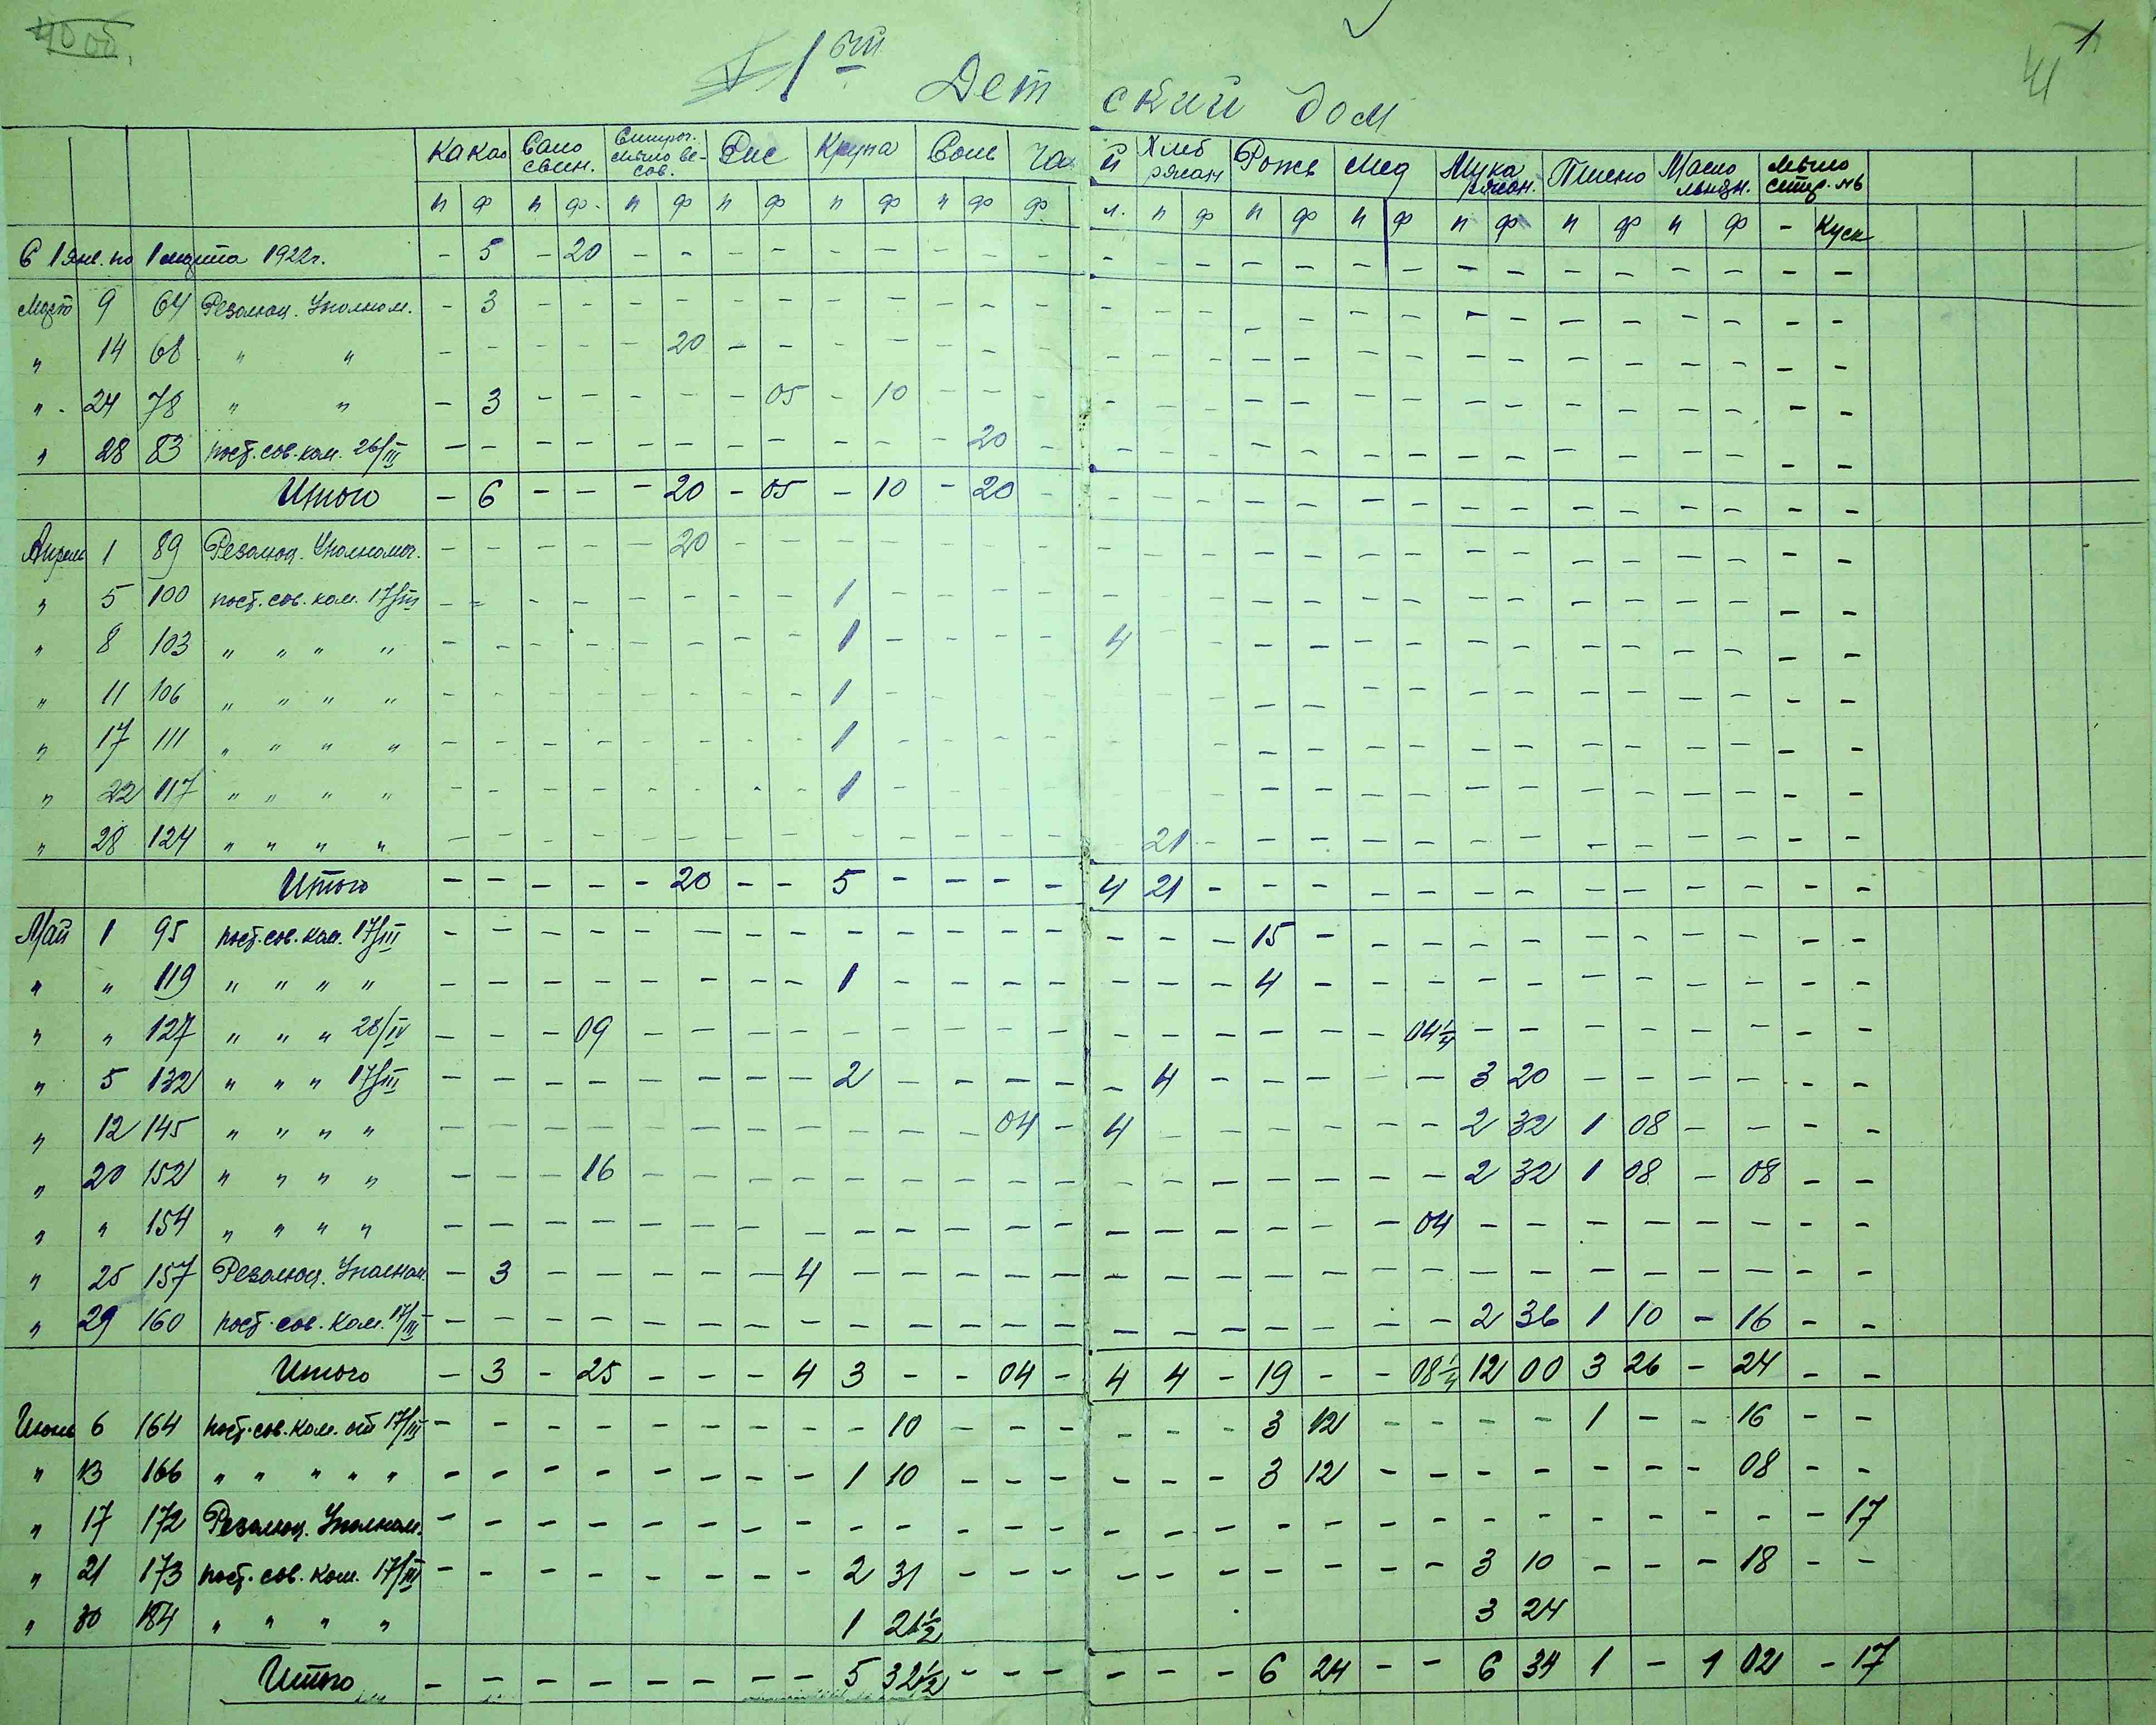 40 об.
1
41
1ый Детский дом
Какао Сало свин. Стироч. мыло весов. Рис Крупа Соль Чай Хлеб ржан Рожь Мед Мука ржан. Пшено Масло льнян. Мыло стир. №6
п ф п ф. п ф п ф п ф п ф ф. л. п ф п ф п ф п ф п ф п ф - Куск
С 1 янв. по 1 марта 1922г. - 5 - 20 - - - - - - - - - - - - - - - - - - - - - - - -
Март 9 64 Резолюц. Уполном. - 3 - - - - - - - - - - - - - - - - - - - - - - - - - -
" 14 68 " " - - - - - 20 - - - - - - - - - - - - - - - - - - - - - -
" 24 78 " " - 3 - - - - - 05 - 10 - - - - - - - - - - - - - - - - - -
" 28 83 пост. сов. ком. 26/III - - - - - - - - - - - 20 - - - - - - - - - - - - - - - -
Итого - 6 - - - 20 - 05 - 10 - 20 - - - - - - - - - - - - - - - -
Апрель 1 89 Резолюц. Уполномоч. - - - - - 20 - - - - - - - - - - - - - - - - - - - - - -
" 5 100 пост. сов. ком. 17/III - - - - - - - - 1 - - - - - - - - - - - - - - - - - - -
" 8 103 " " " " - - - - - - - - 1 - - - - 4 - - - - - - - - - - - - - -
" 11 106 " " " " - - - - - - - - 1 - - - - - - - - - - - - - - - - - -
" 17 111 " " " " - - - - - - - - 1 - - - - - - - - - - - - - - - - - -
" 22 117 " " " " - - - - - - - - 1 - - - - - - - - - - - - - - - -
" 28 124 " " " " - - - - - - - - - - - - - 21 - - - - - - - - - - - - -
Итого - - - - - 20 - - 5 - - - - 4 21 - - - - - - - - - - - - - -
Май 1 95 пост. сов. ком. 17/III - - - - - - - - - - - - - - - - 15 - - - - - - - - - - -
" " 119 " " " " - - - - - - - - 1 - - - - - - - 4 - - - - - - - - - - -
" " 127 " " " 28/IV - - - 09 - - - - - - - - - - - - - - - 04¼ - - - - - - - -
" 5 132 " " " 17/III - - - - - - - - 2 - - - - - 4 - - - - - 3 20 - - - - - -
" 12 145 " " " " - - - - - - - - - - - 04 - 4 - - - - - - 2 32 1 08 - - - -
" 20 152 " " " " - - - 16 - - - - - - - - - - - - - - - - 2 32 1 08 - 08 - -
" " 154 " " " " - - - - - - - - - - - - - - - - - - - 04 - - - - - - - -
" 25 157 Резолюц. Уполном. - 3 - - - - - 4 - - - - - - - - - - - - - - - - - - - -
" 29 160 пост. сов. ком. 17/III - - - - - - - - - - - - - - - - - - - - 2 36 1 10 - 16 - -
Итого - 3 - 25 - - - 4 3 - - 04 - 4 4 - 19 - - 08¼ 12 00 3 26 - 24 - -
Июнь 6 164 пост. сов. ком. от 17/III - - - - - - - - - 10 - - - - - - 3 12 - - - - 1 - - 16 - -
" 13 166 " " " " " - - - - - - - - 1 10 - - - - - - 3 12 - - - - - - - 08 - -
" 17 172 Резолюц. Уполном. - - - - - - - - - - - - - - - - - - - - - - - - - - - 17
" 21 173 пост. сов. ком. 17/III - - - - - - - - 2 31 - - - - - - - - - - 3 10 - - - 18 - -
" 30 184 " " " " 1 21½ 3 24
Итого - - - - - - - - 5 32½ - - - - - - 6 24 - - 6 34 1 - 1 02 - 17